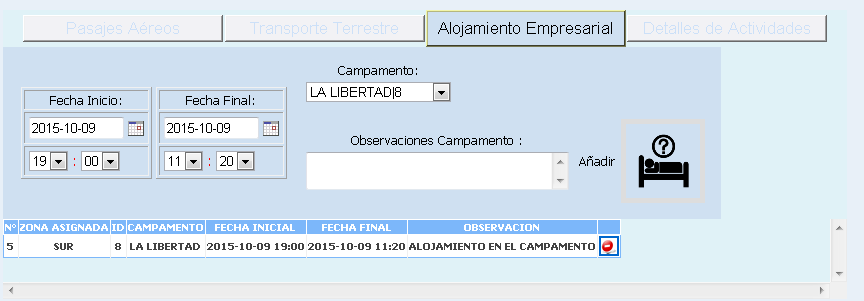 Pasajes Aéreos Transporte Terrestre Alojamiento Empresarial Detalles de Actividades
Campamento:
LA LIBERTAD|8
Fecha Inicio: Fecha Final:
2015-10-09 2015-10-09
19 : 00 11 : 20
Observaciones Campamento :
Añadir
Nº ZONA ASIGNADA ID CAMPAMENTO FECHA INICIAL FECHA FINAL OBSERVACION
5 SUR 8 LA LIBERTAD 2015-10-09 19:00 2015-10-09 11:20 ALOJAMIENTO EN EL CAMPAMENTO